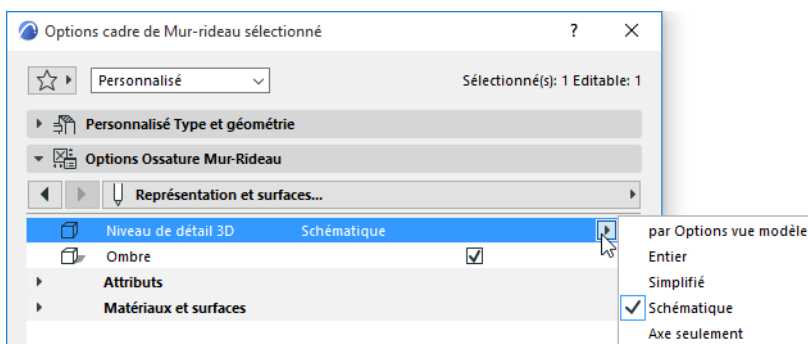 Options cadre de Mur-rideau sélectionné ?
Personnalisé Sélectionné(s): 1 Editable: 1
Personnalisé Type et géométrie
Options Ossature Mur-Rideau
Représentation et surfaces...
Niveau de détail 3D Schématique
Ombre
Attributs
Matériaux et surfaces
par Options vue modèle
Entier
Simplifié
Schématique
Axe seulement